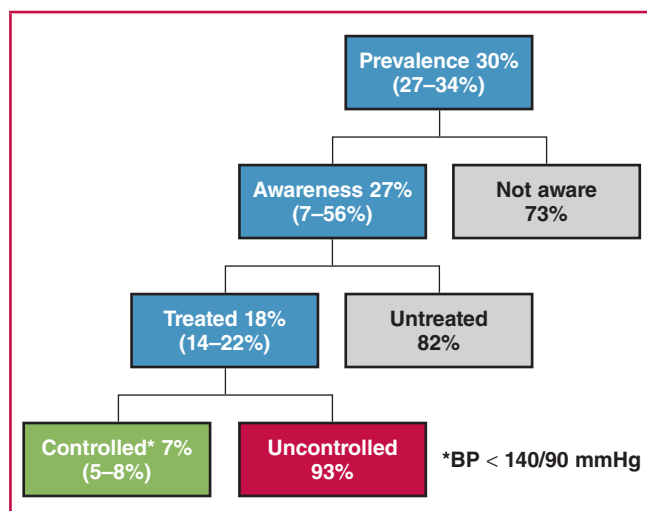 Prevalence 30%
(27–34%)
Awareness 27%
(7–56%)
Not aware
73%
Treated 18%
(14–22%)
Untreated
82%
Controlled* 7%
(5–8%)
Uncontrolled
93%
*BP < 140/90 mmHg